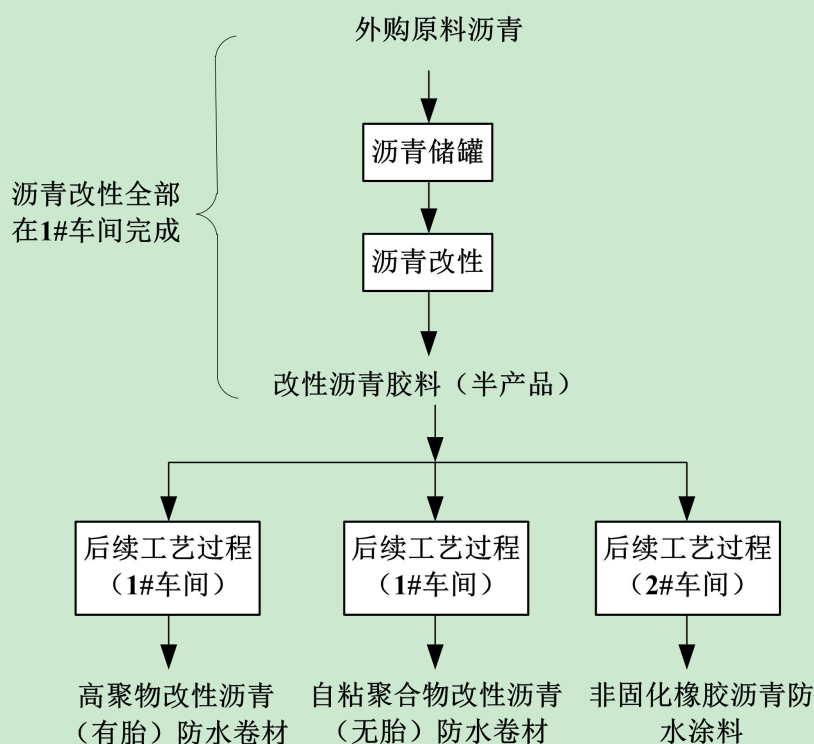 外购原料沥青
沥青储罐
沥青改性全部
在1#车间完成
沥青改性
改性沥青胶料（半产品）
后续工艺过程
（1#车间）
后续工艺过程
（1#车间）
后续工艺过程
（2#车间）
高聚物改性沥青
（有胎）防水卷材
自粘聚合物改性沥青
（无胎）防水卷材
非固化橡胶沥青防
水涂料